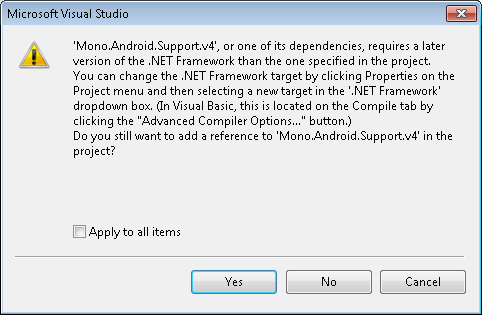 Microsoft Visual Studio
'Mono.Android.Support.v4', or one of its dependencies, requires a later
version of the .NET Framework than the one specified in the project.
You can change the .NET Framework target by clicking Properties on the
Project menu and then selecting a new target in the '.NET Framework'
dropdown box. (In Visual Basic, this is located on the Compile tab by
clicking the "Advanced Compiler Options..." button.)
Do you still want to add a reference to 'Mono.Android.Support.v4' in the
project?
Apply to all items
Yes No Cancel